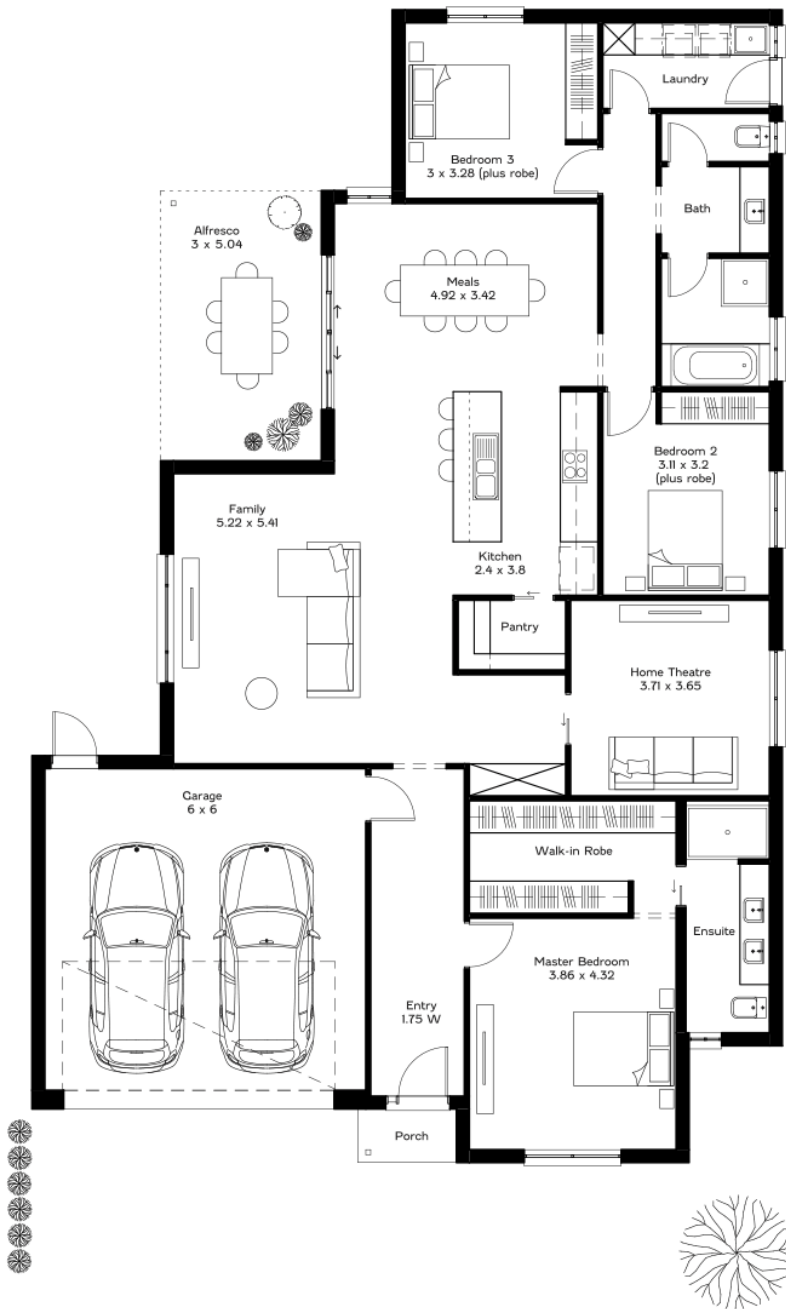 Laundry
Bedroom 3
3 x 3.28 (plus robe)
Bath
Alfresco
3 x 5.04
Meals
4.92 x 3.42
Bedroom 2
3.11 x 3.2
(plus robe)
Family
5.22 x 5.41
Kitchen
2.4 x 3.8
Pantry
Home Theatre
3.71 x 3.65
Garage
6 x 6
Walk-in Robe
Ensuite
Master Bedroom
3.86 x 4.32
Entry
1.75 W
Porch